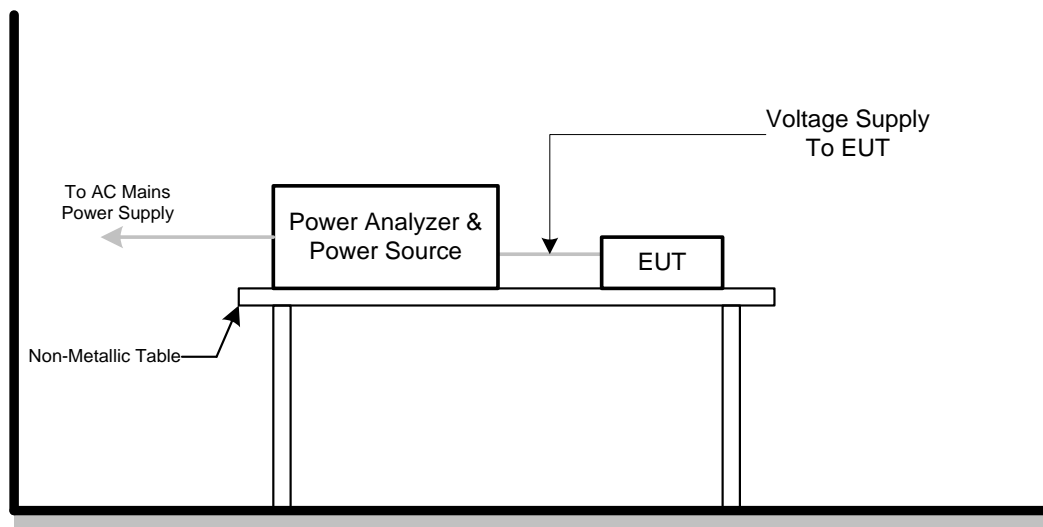 Voltage Supply
To EUT
To AC Mains
Power Supply
Power Analyzer &
Power Source
EUT
Non-Metallic Table